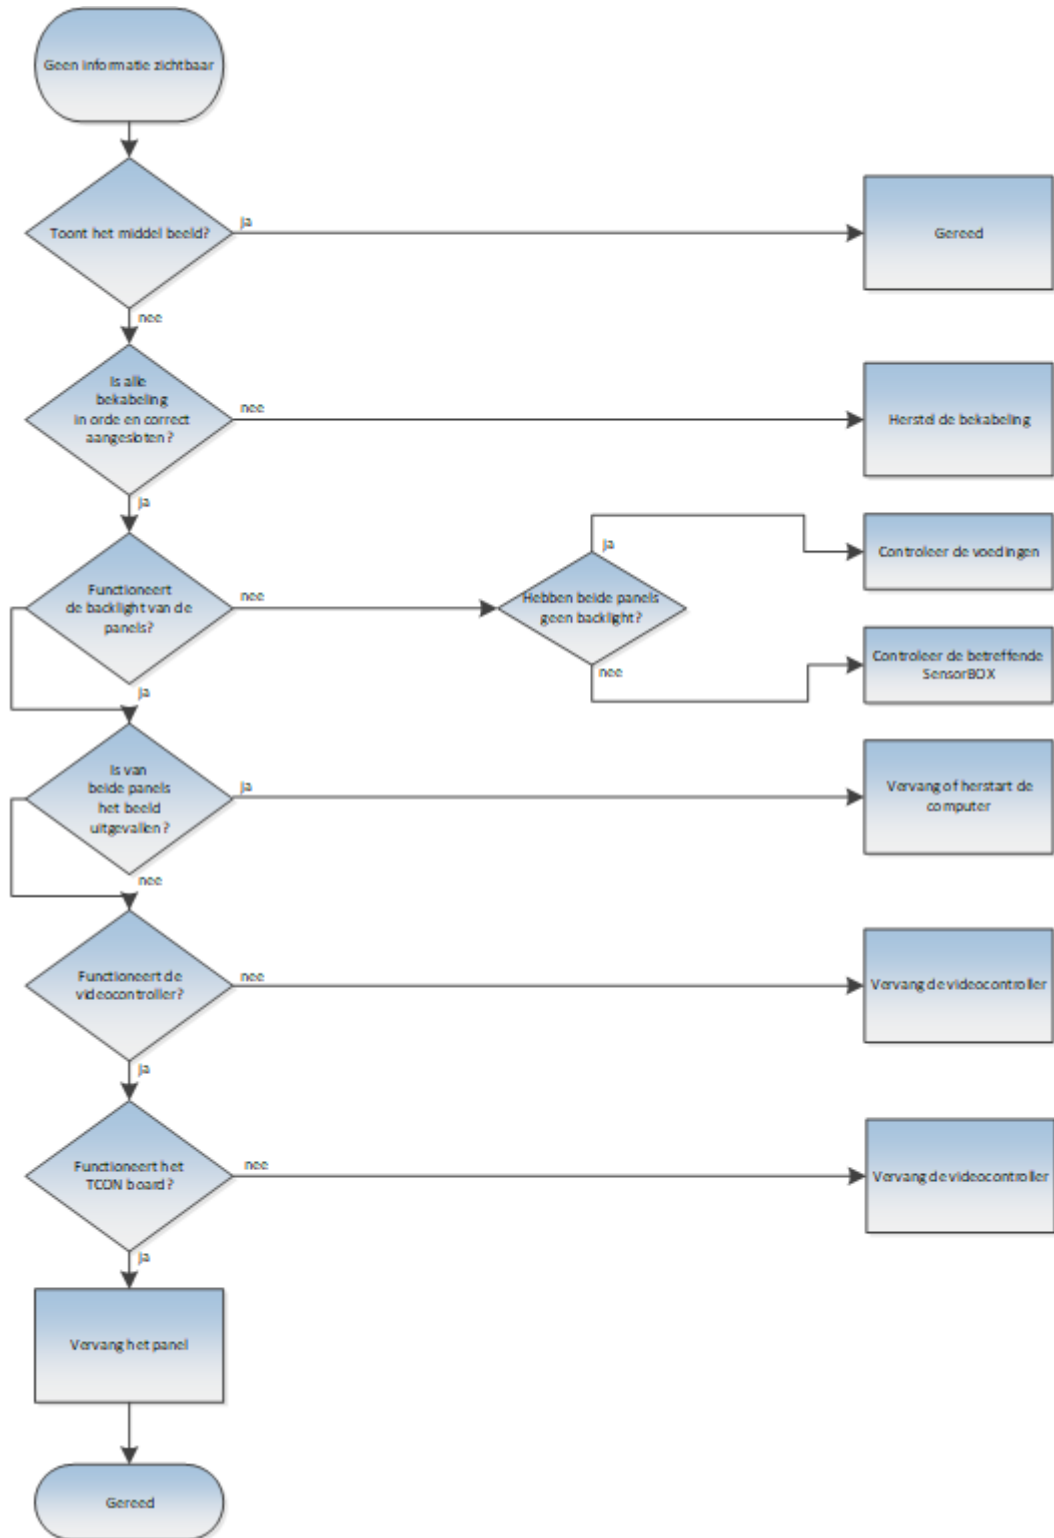 Geen informatie zichtbaar
Toont het middel beeld?
ja
Gereed
nee
Is alle
bekabeling
in orde en correct
aangesloten?
nee
Herstel de bekabeling
ja
Functioneert
de backlight van de
panels?
nee
Hebben beide panels
geen backlight?
ja
Controleer de voedingen
nee
Controleer de betreffende
SensorBOX
ja
Is van
beide panels
het beeld
uitgevallen?
ja
Vervang of herstart de
computer
nee
Functioneert de
videocontroller?
nee
Vervang de videocontroller
ja
Functioneert het
TCON board?
nee
Vervang de videocontroller
ja
Vervang het panel
Gereed